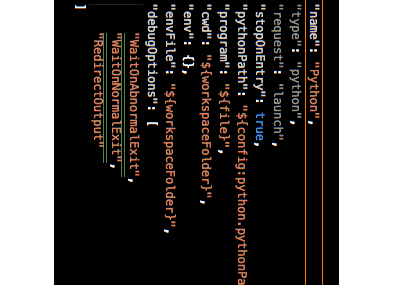 "name": "Python",
"type": "python",
"request": "launch",
"stopOnEntry": true,
"pythonPath": "${config:python.pythonPa
"program": "${file}",
"cwd": "${workspaceFolder}",
"env": {},
"envFile": "${workspaceFolder}",
"debugOptions": [
"WaitOnAbnormalExit",
"WaitOnNormalExit",
"RedirectOutput"
]